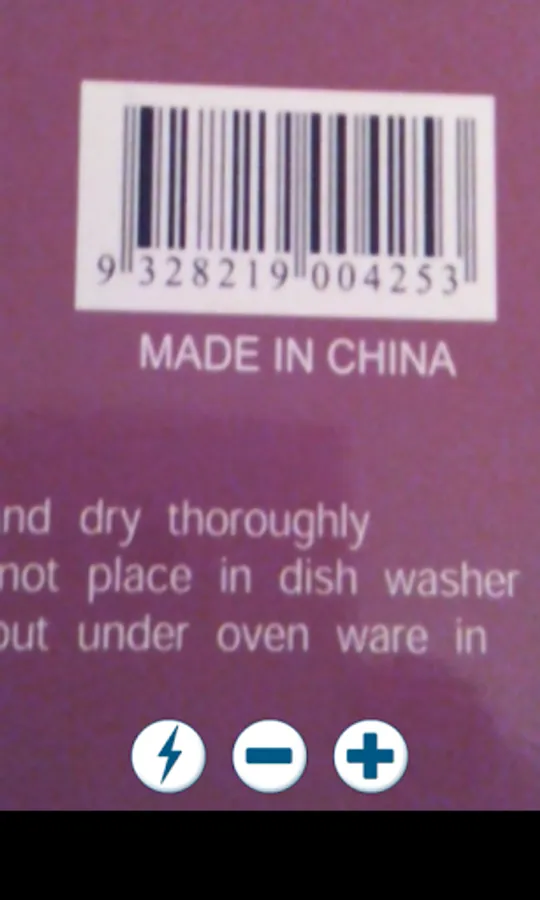 9 328219 004253
MADE IN CHINA
nd dry thoroughly
not place in dish washer
out under oven ware in